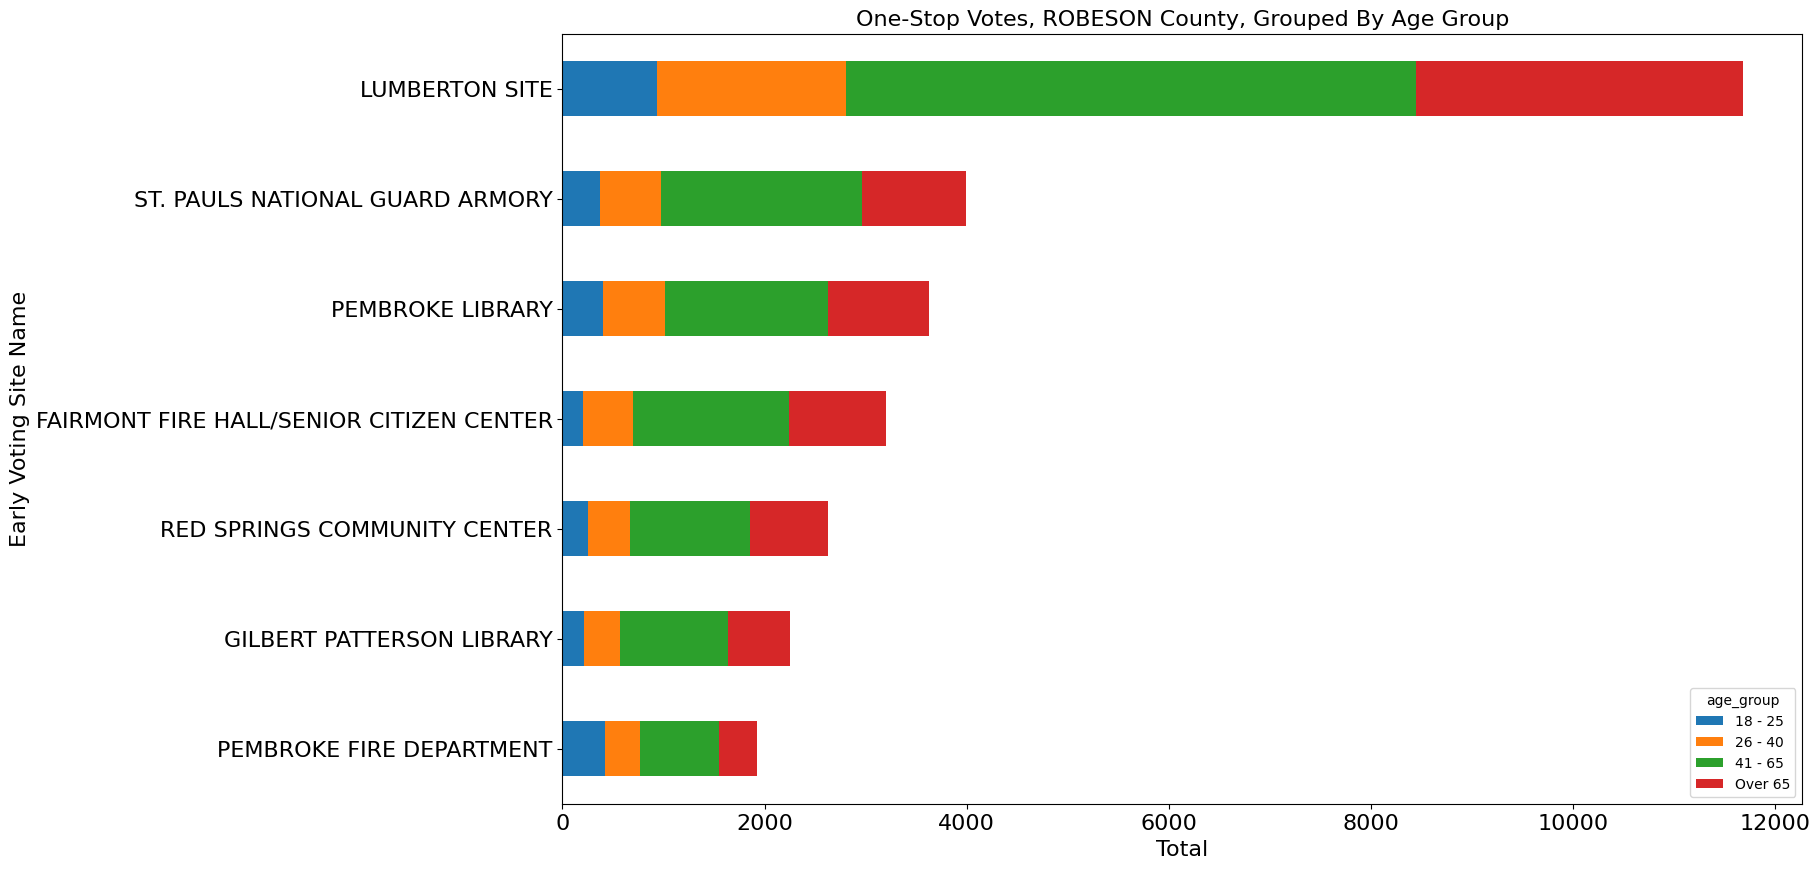 One-Stop Votes, ROBESON County, Grouped By Age Group
Early Voting Site Name
LUMBERTON SITE
ST. PAULS NATIONAL GUARD ARMORY
PEMBROKE LIBRARY
FAIRMONT FIRE HALL/SENIOR CITIZEN CENTER
RED SPRINGS COMMUNITY CENTER
GILBERT PATTERSON LIBRARY
PEMBROKE FIRE DEPARTMENT
age_group
18 - 25
26 - 40
41 - 65
Over 65
0 2000 4000 6000 8000 10000 12000
Total